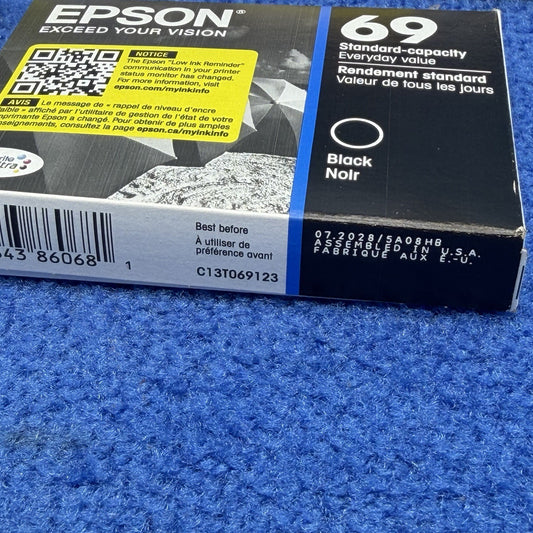 EPSON®
EXCEED YOUR VISION
69
Standard-capacity
Everyday value
Rendement standard
Valeur de tous les jours
NOTICE
The Epson "Low Ink Reminder"
communication in your printer
status monitor has changed.
For more information, visit
epson.com/myinkinfo
AVIS
Le message de « rappel de niveau d'encre
faible » affiché par l'utilitaire de gestion de l'état de votre
imprimante Epson a changé. Pour obtenir de plus amples
renseignements, consultez la page epson.ca/myinkinfo
Black
Noir
Best before
À utiliser de
préférence avant
C13T069123
07.2028/5A08HB
ASSEMBLED IN U.S.A.
FABRIQUE AUX E.-U.
43 86068 1